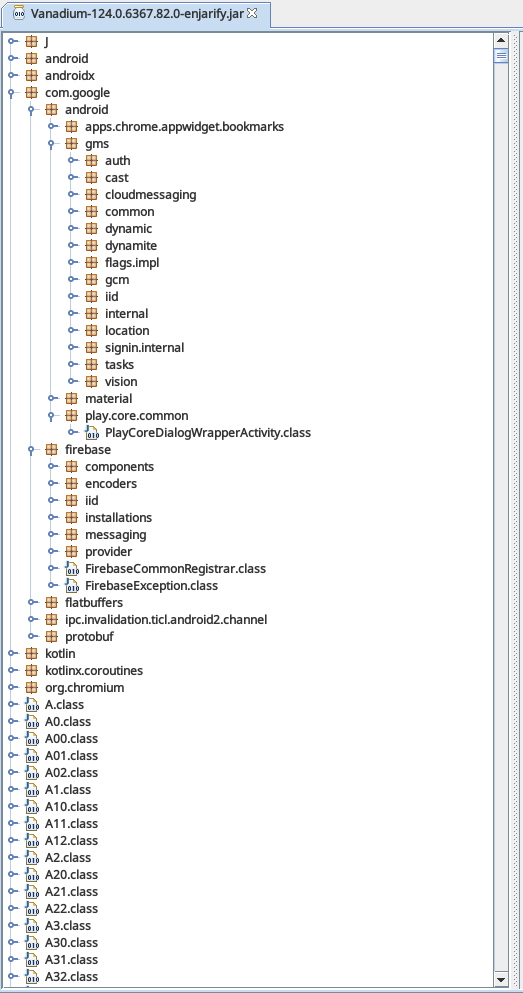 Vanadium-124.0.6367.82.0-enjarify.jar
J
android
androidx
com.google
android
apps.chrome.appwidget.bookmarks
gms
auth
cast
cloudmessaging
common
dynamic
dynamite
flags.impl
gcm
iid
internal
location
signin.internal
tasks
vision
material
play.core.common
PlayCoreDialogWrapperActivity.class
firebase
components
encoders
iid
installations
messaging
provider
FirebaseCommonRegistrar.class
FirebaseException.class
flatbuffers
ipc.invalidation.ticl.android2.channel
protobuf
kotlin
kotlinx.coroutines
org.chromium
A.class
A0.class
A00.class
A01.class
A02.class
A1.class
A10.class
A11.class
A12.class
A2.class
A20.class
A21.class
A22.class
A3.class
A30.class
A31.class
A32.class